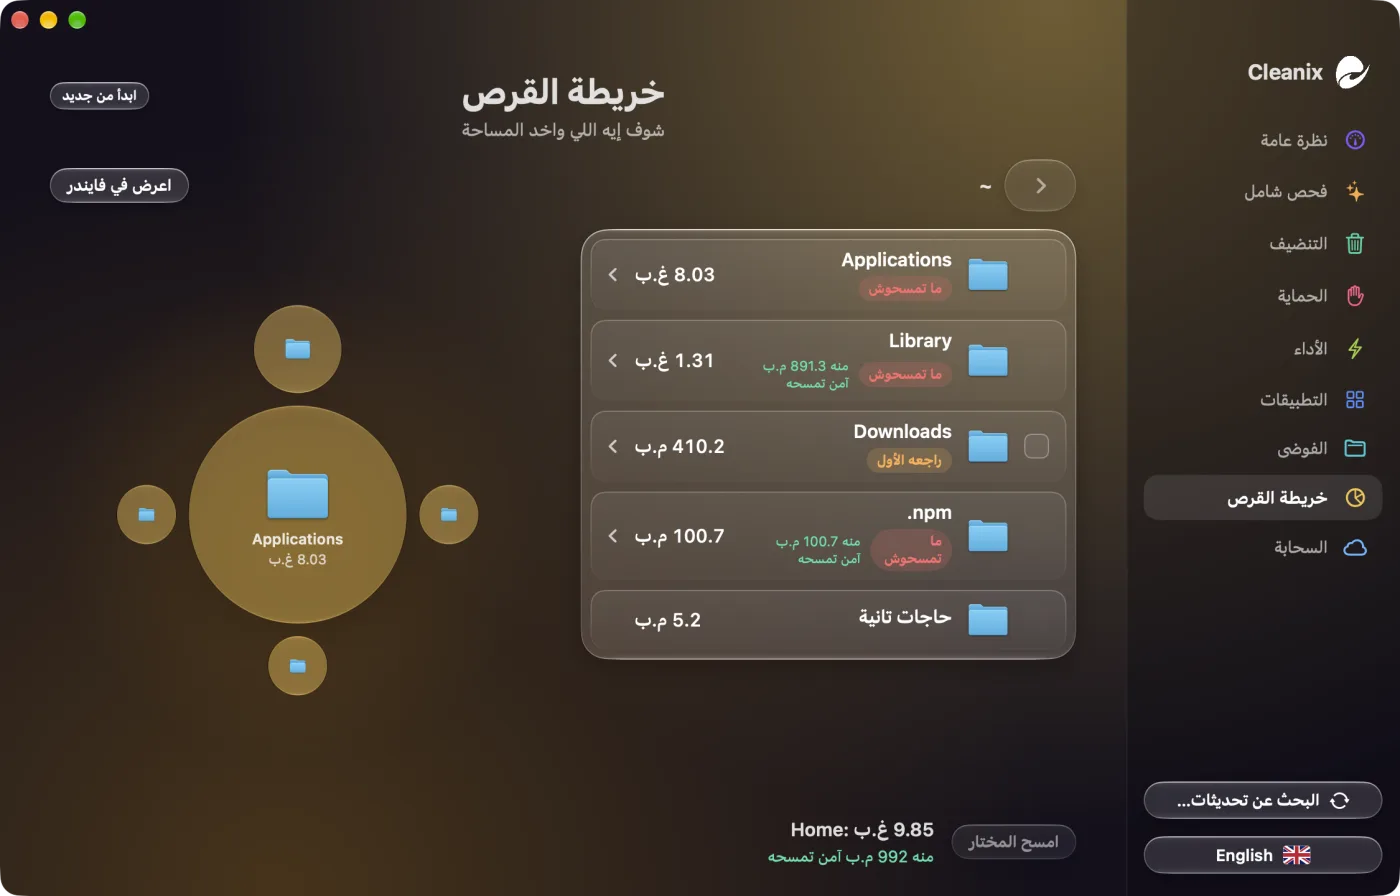 Cleanix
نظرة عامة
فحص شامل
التنضيف
الحماية
الأداء
التطبيقات
الفوضى
خريطة القرص
السحابة
البحث عن تحديثات...
English
خريطة القرص
شوف إيه اللي واخد المساحة
ابدأ من جديد
~
اعرض في فايندر
Applications
ما تمسحوش
8.03 غ.ب
Library
ما تمسحوش
منه 891.3 م.ب
آمن تمسحه
1.31 غ.ب
Downloads
راجعه الأول
410.2 م.ب
.npm
ما
تمسحوش
منه 100.7 م.ب
آمن تمسحه
100.7 م.ب
حاجات تانية
5.2 م.ب
Applications
8.03 غ.ب
امسح المختار
Home: 9.85 غ.ب
منه 992 م.ب آمن تمسحه